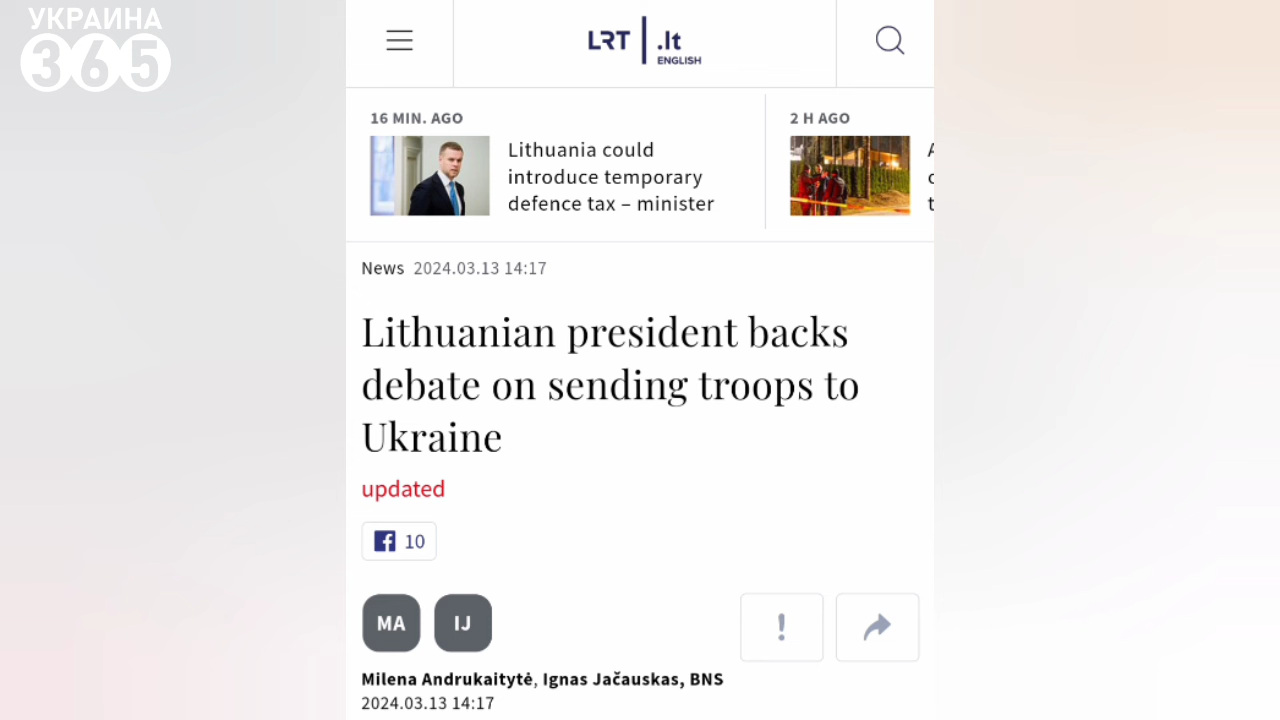 УКРАИНА
365
LRT .lt
ENGLISH
16 MIN. AGO
Lithuania could
introduce temporary
defence tax – minister
2 H AGO
News 2024.03.13 14:17
Lithuanian president backs
debate on sending troops to
Ukraine
updated
10
MA IJ
!
Milena Andrukaitytė, Ignas Jačauskas, BNS
2024.03.13 14:17